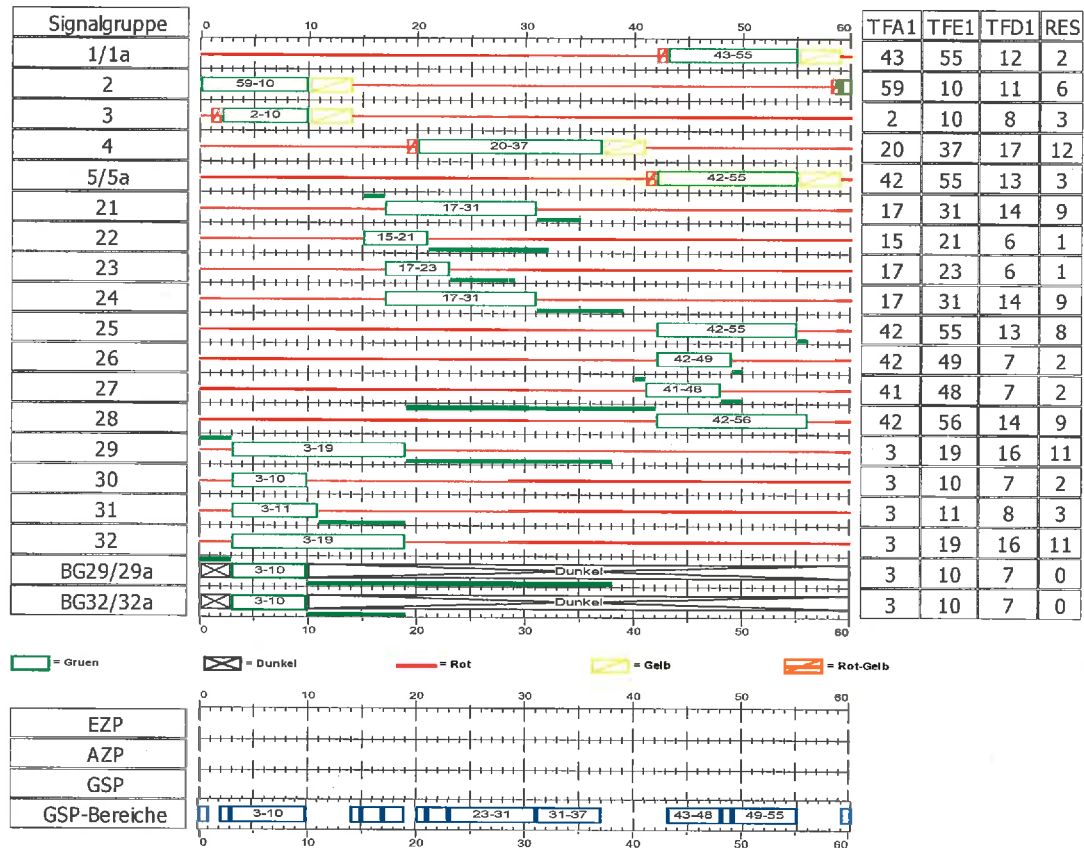 Signalgruppe 0 10 20 30 40 50 60 TFA1 TFE1 TFD1 RES
1/1a 43-55 43 55 12 2
2 59-10 59 10 11 6
3 2-10 2 10 8 3
4 20-37 20 37 17 12
5/5a 42-55 42 55 13 3
21 17-31 17 31 14 9
22 15-21 15 21 6 1
23 17-23 17 23 6 1
24 17-31 17 31 14 9
25 42-55 42 55 13 8
26 42-49 42 49 7 2
27 41-48 41 48 7 2
28 42-56 42 56 14 9
29 3-19 3 19 16 11
30 3-10 3 10 7 2
31 3-11 3 11 8 3
32 3-19 3 19 16 11
BG29/29a 3-10 Dunkel 3 10 7 0
BG32/32a 3-10 Dunkel 3 10 7 0
0 10 20 30 40 50 60
= Gruen = Dunkel = Rot = Gelb = Rot-Gelb
0 10 20 30 40 50 60
EZP
AZP
GSP
GSP-Bereiche 3-10 23-31 31-37 43-48 49-55
0 10 20 30 40 50 60